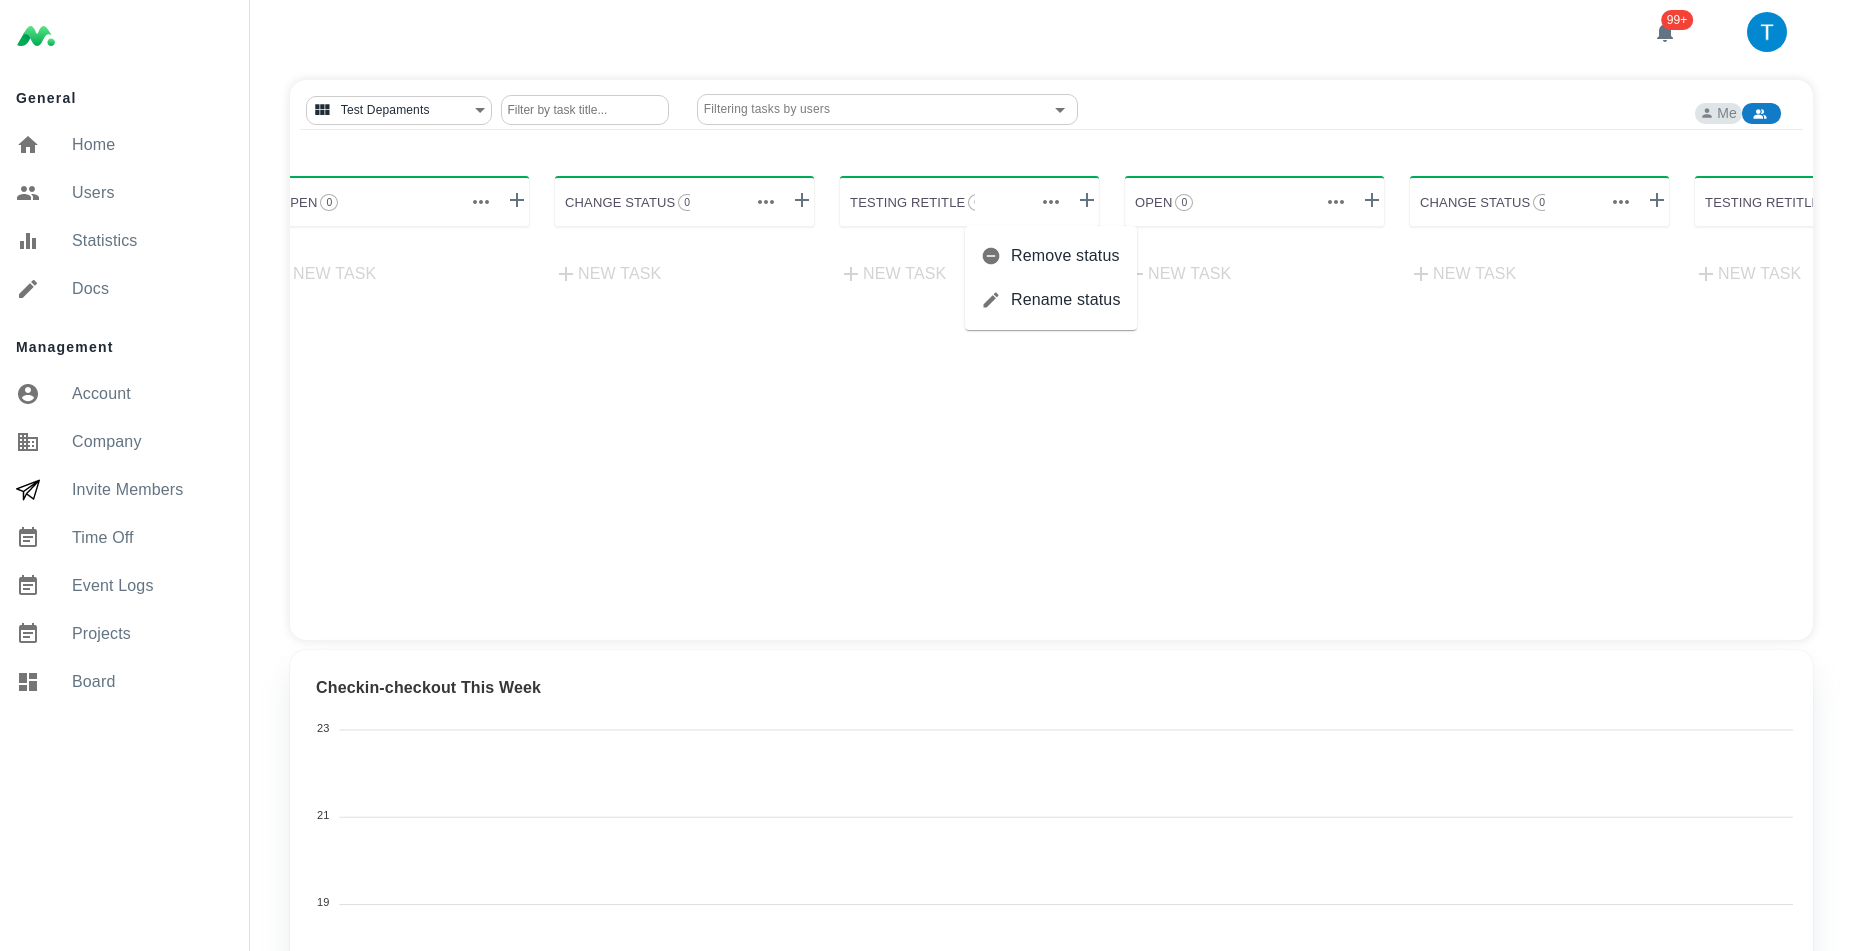 99+
T
General
Home
Users
Statistics
Docs
Management
Account
Company
Invite Members
Time Off
Event Logs
Projects
Board
Test Depaments
Filter by task title...
Filtering tasks by users
Me
PEN 0
CHANGE STATUS 0
TESTING RETITLE
OPEN 0
CHANGE STATUS 0
TESTING RETITL
NEW TASK
NEW TASK
NEW TASK
NEW TASK
NEW TASK
NEW TASK
Remove status
Rename status
Checkin-checkout This Week
23
21
19